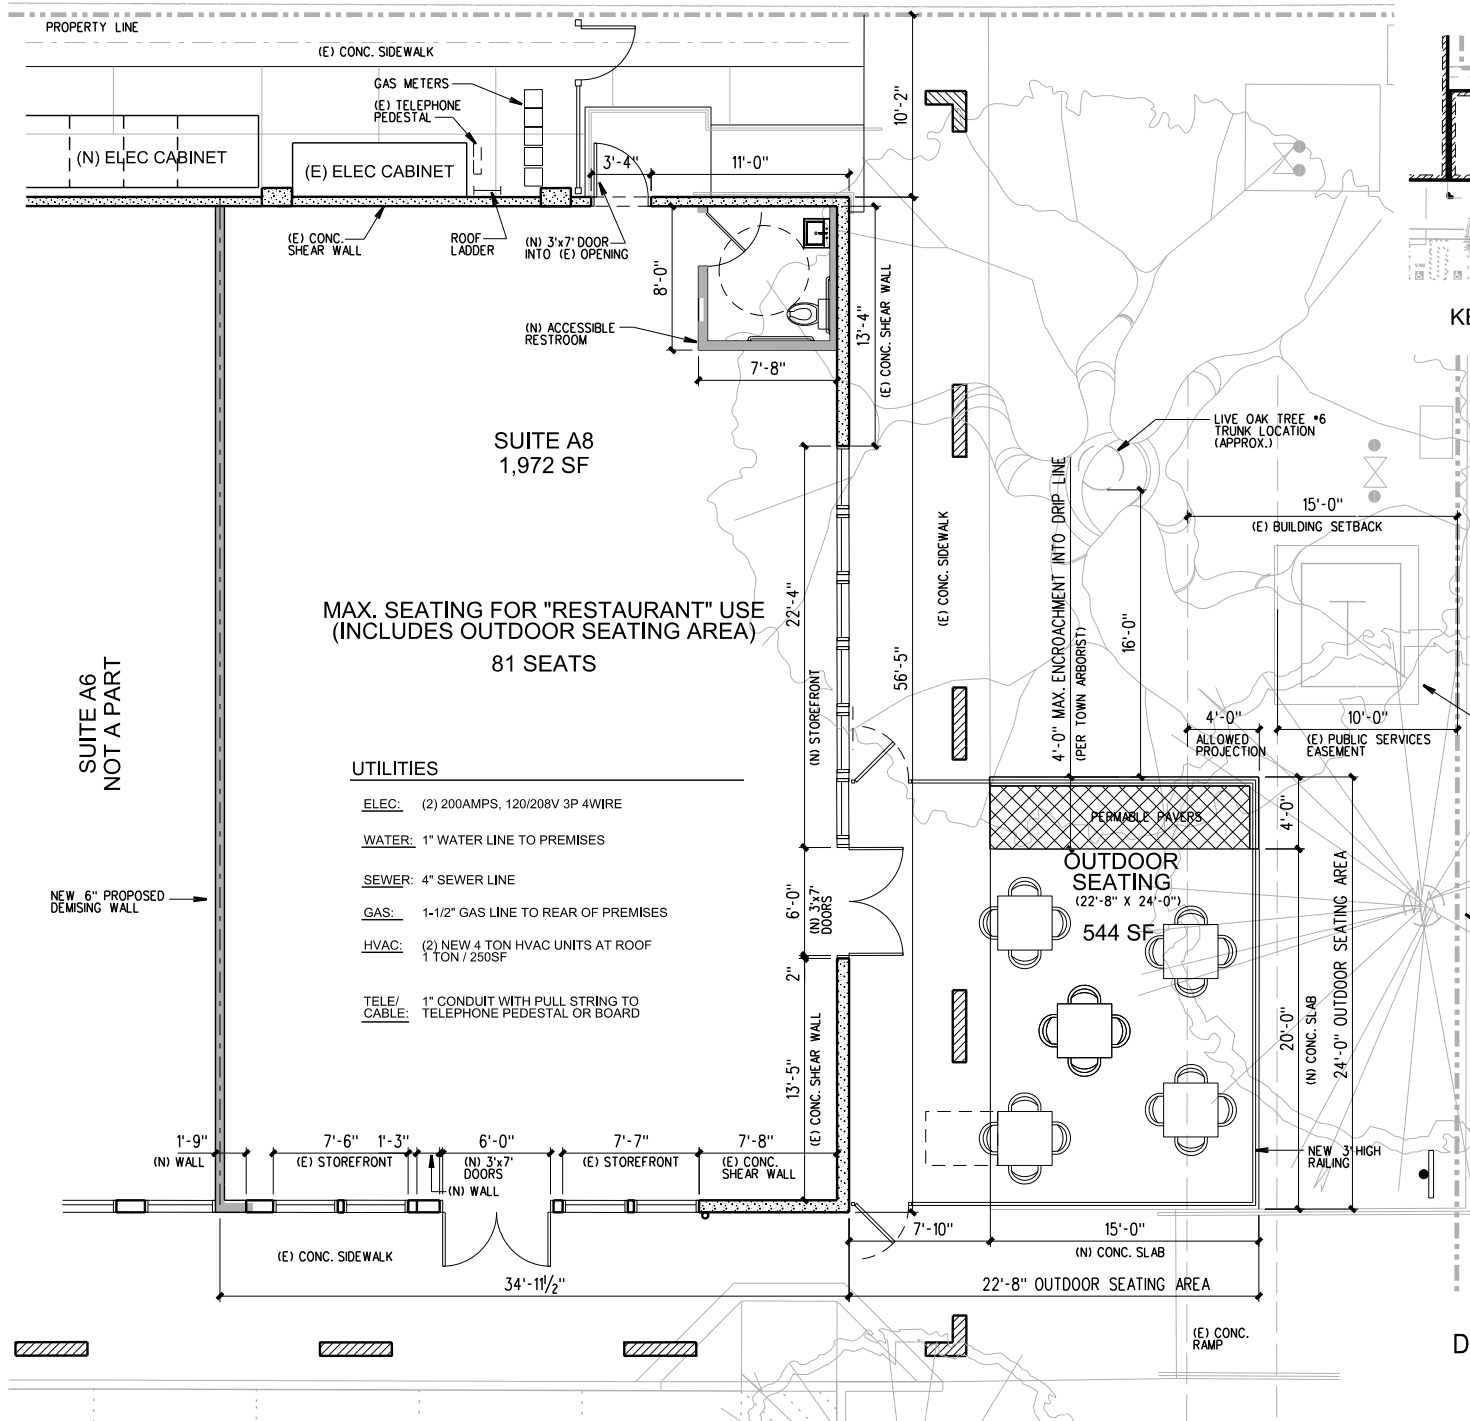 PROPERTY LINE
(E) CONC. SIDEWALK
GAS METERS
(E) TELEPHONE
PEDESTAL
(N) ELEC CABINET
(E) ELEC CABINET
3'-4"
11'-0"
10'-2"
(E) CONC.
SHEAR WALL
ROOF
LADDER
(N) 3'x7' DOOR
INTO (E) OPENING
8'-0"
13'-4"
(E) CONC. SHEAR WALL
(N) ACCESSIBLE
RESTROOM
7'-8"
KE
SUITE A8
1,972 SF
LIVE OAK TREE #6
TRUNK LOCATION
(APPROX.)
15'-0"
(E) BUILDING SETBACK
(E) CONC. SIDEWALK
4'-0" MAX. ENCROACHMENT INTO DRIP LINE
(PER TOWN ARBORIST)
16'-0"
22'-4"
(N) STOREFRONT
56'-5"
MAX. SEATING FOR "RESTAURANT" USE
(INCLUDES OUTDOOR SEATING AREA)
81 SEATS
SUITE A6
NOT A PART
4'-0"
ALLOWED
PROJECTION
10'-0"
(E) PUBLIC SERVICES
EASEMENT
UTILITIES
ELEC: (2) 200AMPS, 120/208V 3P 4WIRE
WATER: 1" WATER LINE TO PREMISES
SEWER: 4" SEWER LINE
GAS: 1-1/2" GAS LINE TO REAR OF PREMISES
HVAC: (2) NEW 4 TON HVAC UNITS AT ROOF
1 TON / 250SF
TELE/ 1" CONDUIT WITH PULL STRING TO
CABLE: TELEPHONE PEDESTAL OR BOARD
NEW 6" PROPOSED
DEMISING WALL
PERMABLE PAVERS
4'-0"
OUTDOOR
SEATING
(22'-8" X 24'-0")
544 SF
6'-0"
(N) 3'x7'
DOORS
2"
13'-5"
(E) CONC. SHEAR WALL
20'-0"
(N) CONC. SLAB
24'-0" OUTDOOR SEATING AREA
NEW 3' HIGH
RAILING
1'-9"
(N) WALL
7'-6"
(E) STOREFRONT
1'-3"
(N) WALL
6'-0"
(N) 3'x7'
DOORS
7'-7"
(E) STOREFRONT
7'-8"
(E) CONC.
SHEAR WALL
7'-10"
15'-0"
(N) CONC. SLAB
(E) CONC. SIDEWALK
34'-11 1/2"
22'-8" OUTDOOR SEATING AREA
(E) CONC.
RAMP
D